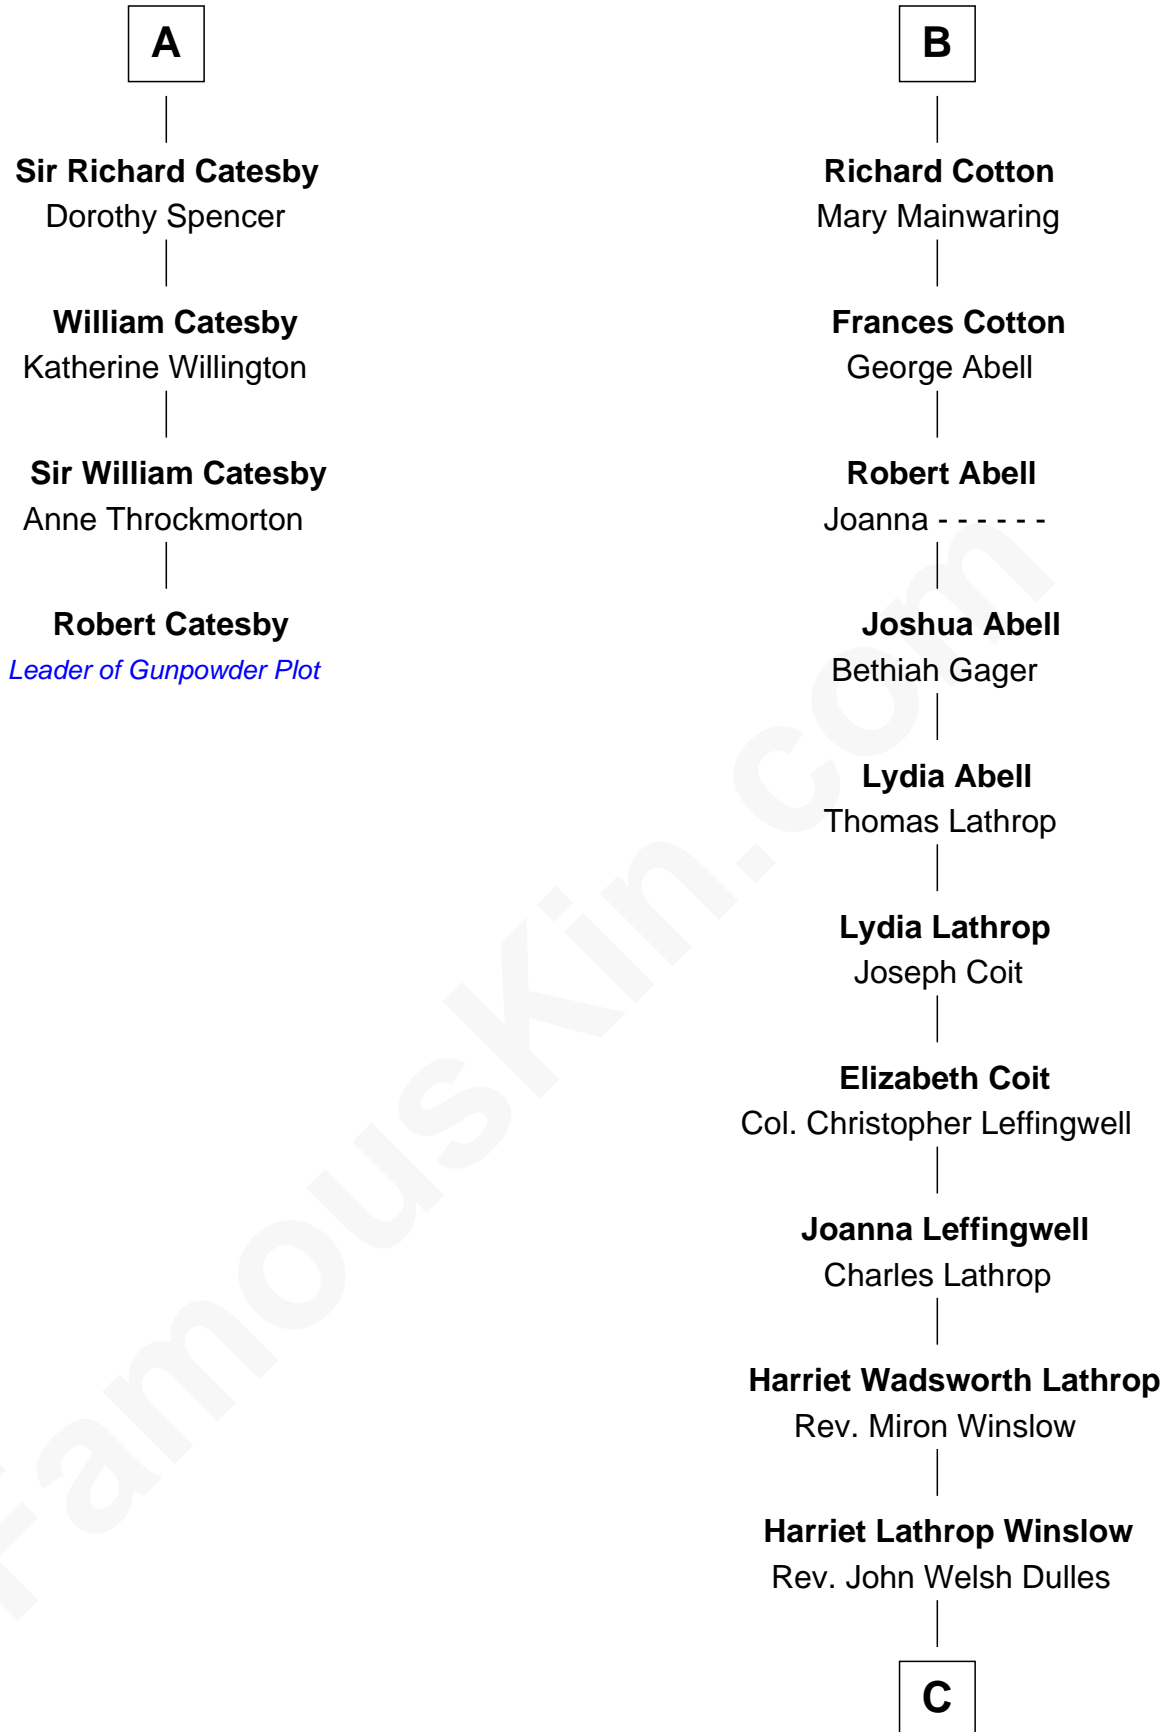 A
Sir Richard Catesby
Dorothy Spencer
William Catesby
Katherine Willington
Sir William Catesby
Anne Throckmorton
Robert Catesby
Leader of Gunpowder Plot
B
Richard Cotton
Mary Mainwaring
Frances Cotton
George Abell
Robert Abell
Joanna - - - - - -
Joshua Abell
Bethiah Gager
Lydia Abell
Thomas Lathrop
Lydia Lathrop
Joseph Coit
Elizabeth Coit
Col. Christopher Leffingwell
Joanna Leffingwell
Charles Lathrop
Harriet Wadsworth Lathrop
Rev. Miron Winslow
Harriet Lathrop Winslow
Rev. John Welsh Dulles
C
FamousKin.com